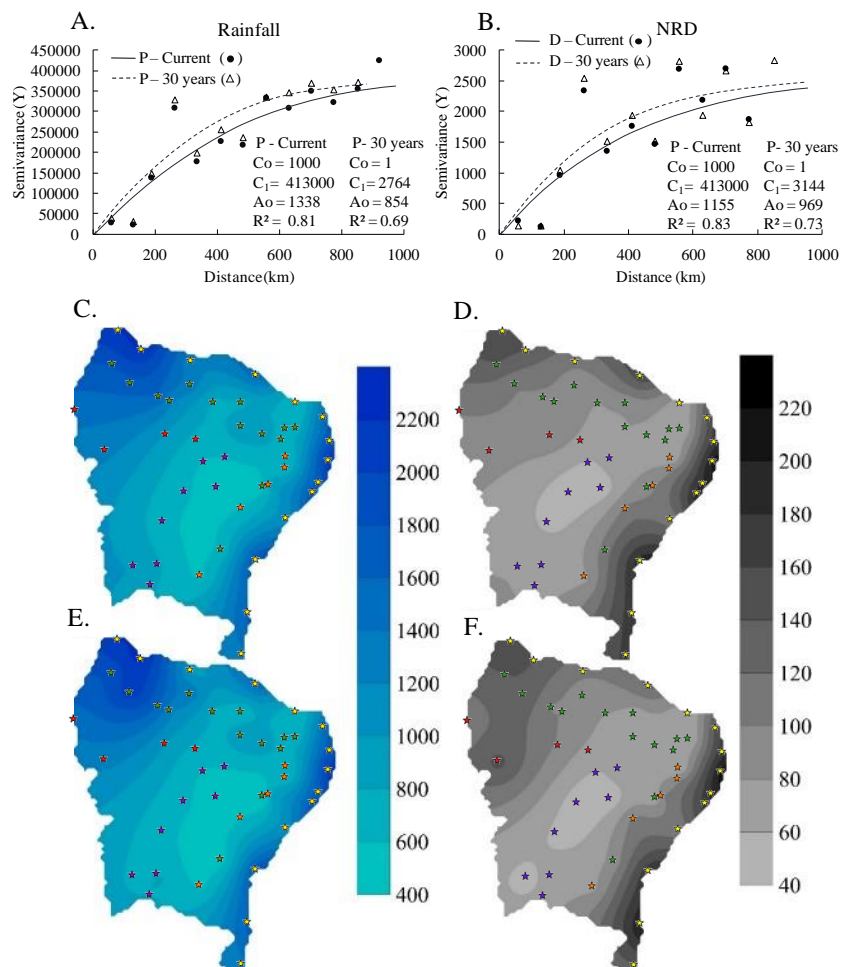 A.
Rainfall
P – Current (●)
P – 30 years (△)
Semivariance (Y)
450000
400000
350000
300000
250000
200000
150000
100000
50000
0
P - Current
Co = 1000
C1= 413000
Ao = 1338
R² = 0.81
P- 30 years
Co = 1
C1= 2764
Ao = 854
R² = 0.69
0 200 400 600 800 1000
Distance (km)
B.
NRD
D – Current (●)
D – 30 years (△)
Semivariance (Y)
3000
2500
2000
1500
1000
500
0
P - Current
Co = 1000
C1= 413000
Ao = 1155
R² = 0.83
P- 30 years
Co = 1
C1= 3144
Ao = 969
R² = 0.73
0 200 400 600 800 1000
Distance (km)
C.
D.
E.
F.
2200
2000
1800
1600
1400
1200
1000
800
600
400
220
200
180
160
140
120
100
80
60
40